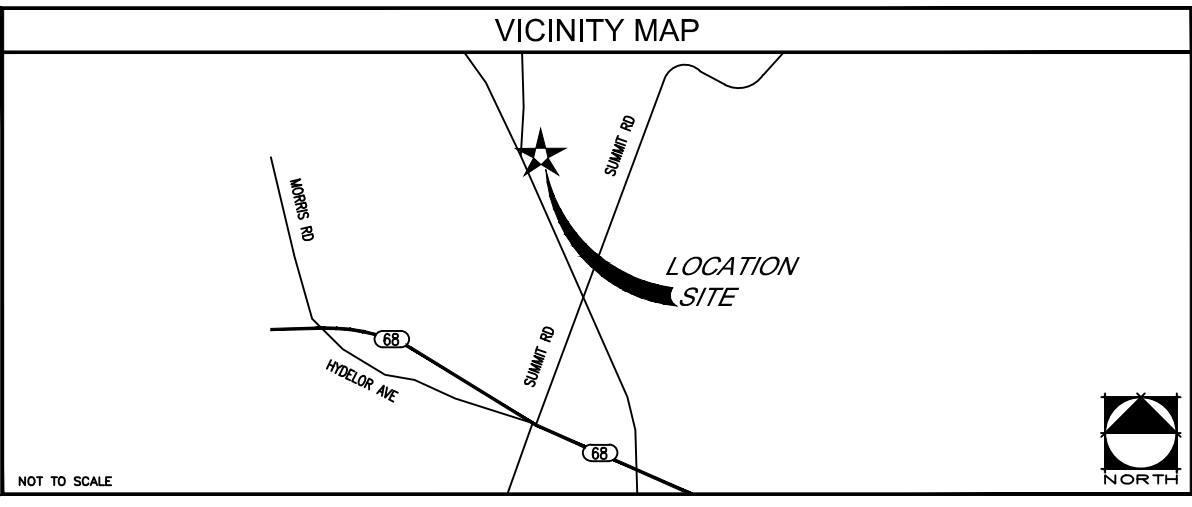 VICINITY MAP
SUMMIT RD
MORRIS RD
LOCATION
SITE
68
SUMMIT RD
HYDELOR AVE
68
NOT TO SCALE
NORTH